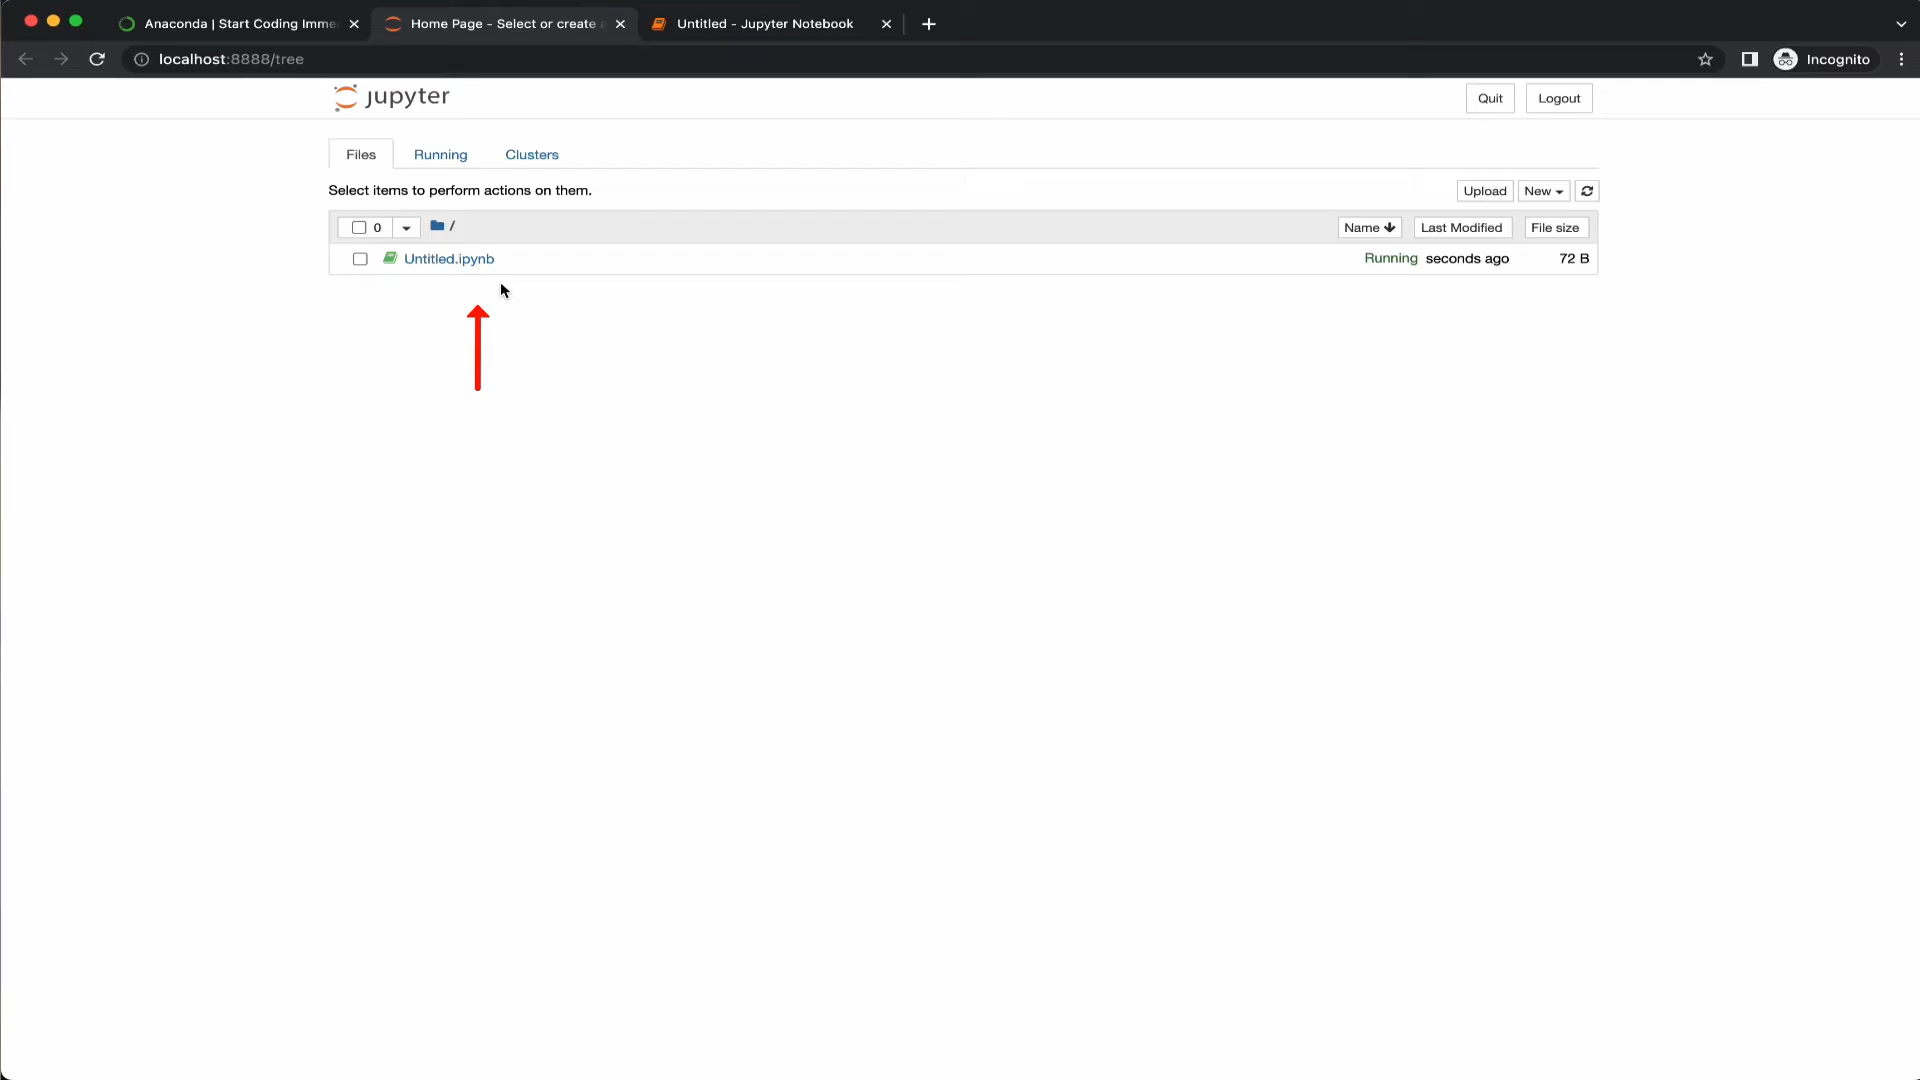 Anaconda | Start Coding Imme
Home Page - Select or create a
Untitled - Jupyter Notebook
localhost:8888/tree
Incognito
jupyter
Quit
Logout
Files
Running
Clusters
Select items to perform actions on them.
Upload
New
0
/
Name
Last Modified
File size
Untitled.ipynb
Running
seconds ago
72 B